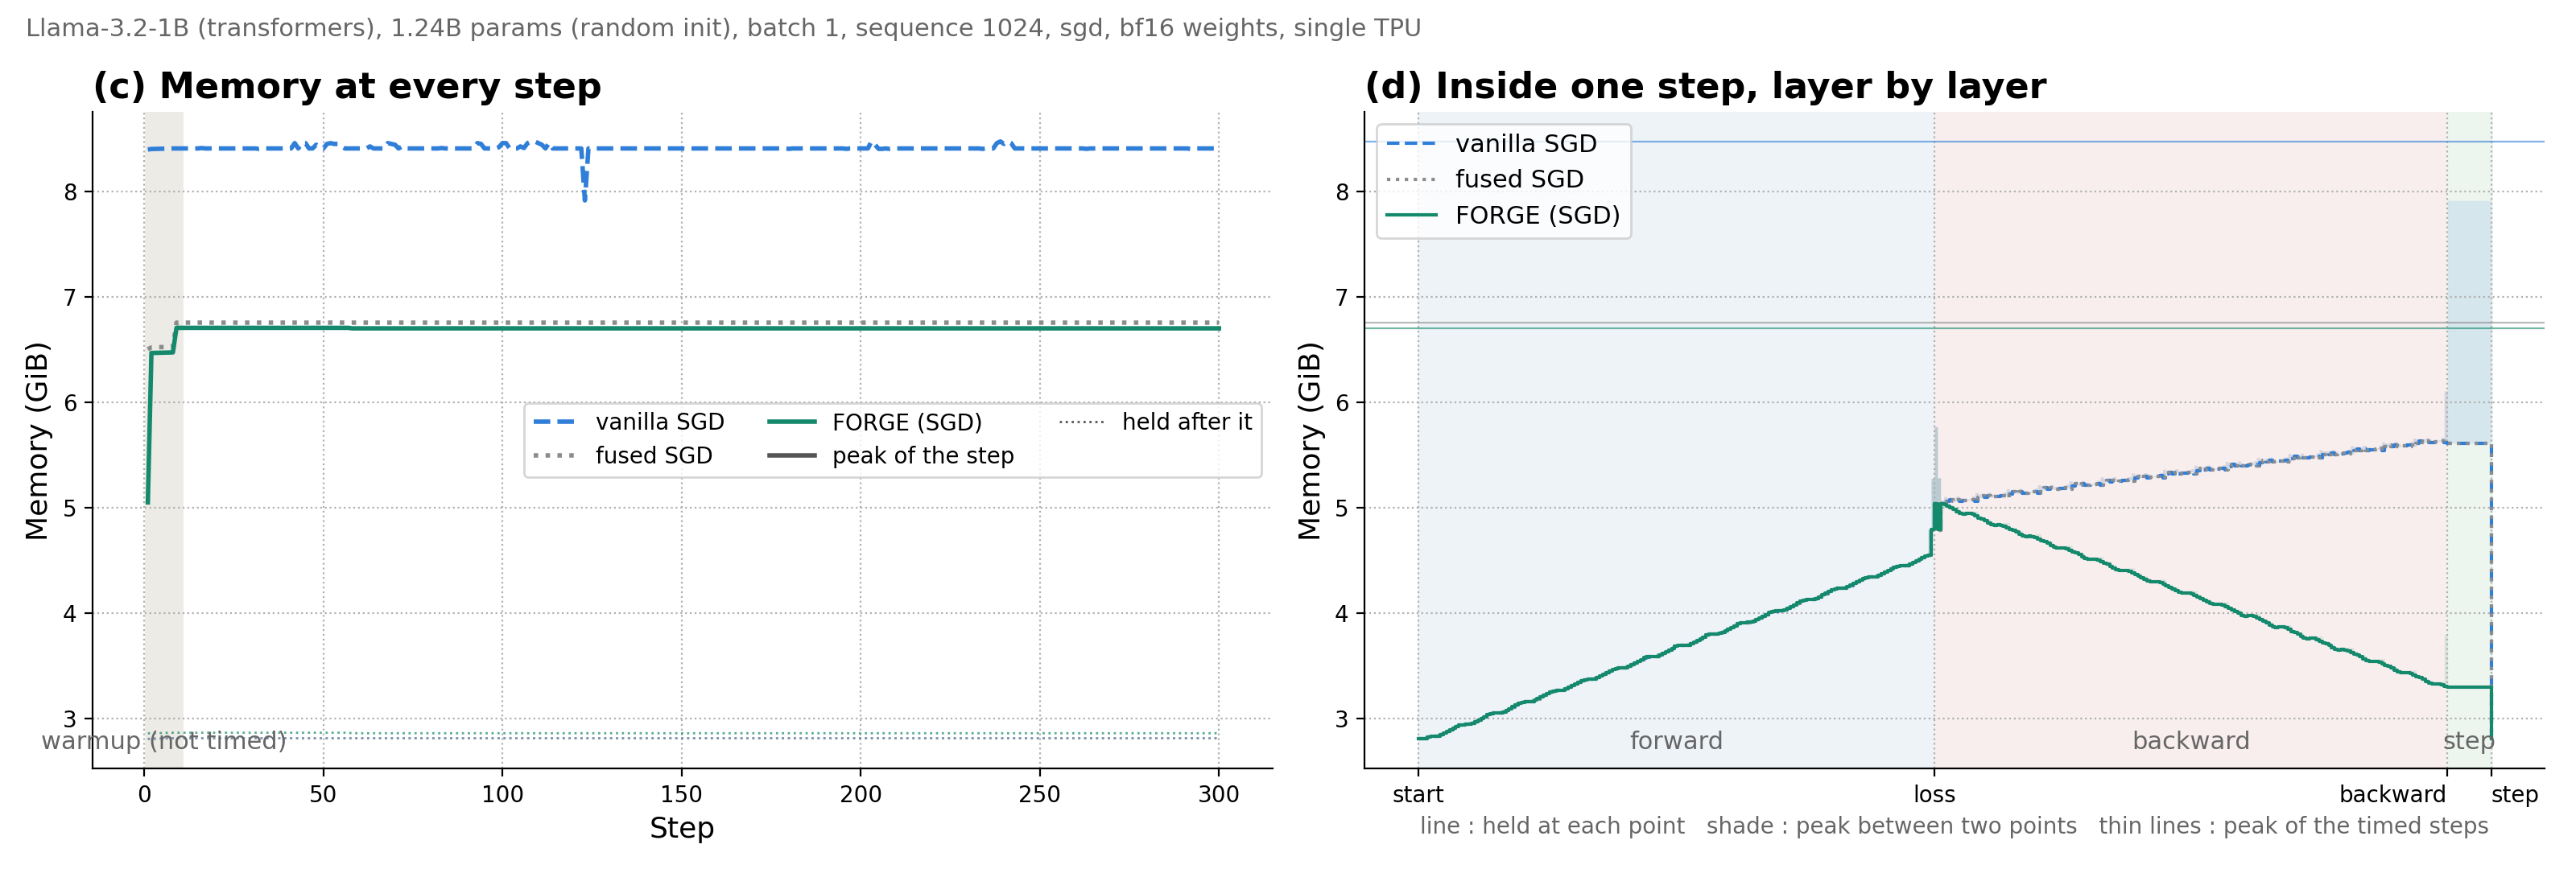 Llama-3.2-1B (transformers), 1.24B params (random init), batch 1, sequence 1024, sgd, bf16 weights, single TPU
(c) Memory at every step
Memory (GiB)
8
7
6
5
4
3
vanilla SGD
fused SGD
FORGE (SGD)
peak of the step
held after it
warmup (not timed)
0 50 100 150 200 250 300
Step
(d) Inside one step, layer by layer
Memory (GiB)
8
7
6
5
4
3
vanilla SGD
fused SGD
FORGE (SGD)
forward backward step
start loss backward step
line : held at each point shade : peak between two points thin lines : peak of the timed steps